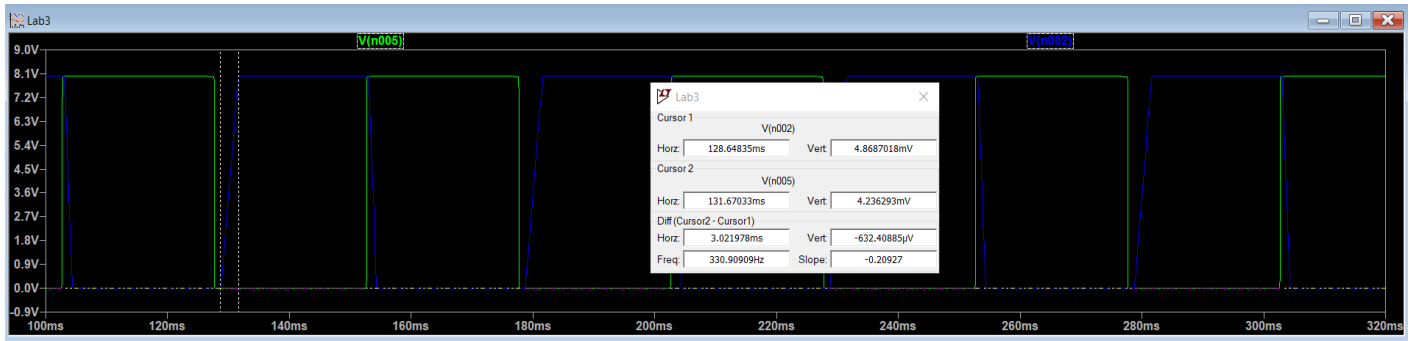 Lab3
V(n005) V(n002)
9.0V
8.1V
7.2V
6.3V
5.4V
4.5V
3.6V
2.7V
1.8V
0.9V
0.0V
-0.9V
100ms 120ms 140ms 160ms 180ms 200ms 220ms 240ms 260ms 280ms 300ms 320ms
Lab3
Cursor 1
V(n002)
Horz: 128.64835ms Vert: 4.8687018mV
Cursor 2
V(n005)
Horz: 131.67033ms Vert: 4.236293mV
Diff (Cursor2 - Cursor1)
Horz: 3.021978ms Vert: -632.40885µV
Freq: 330.90909Hz Slope: -0.20927